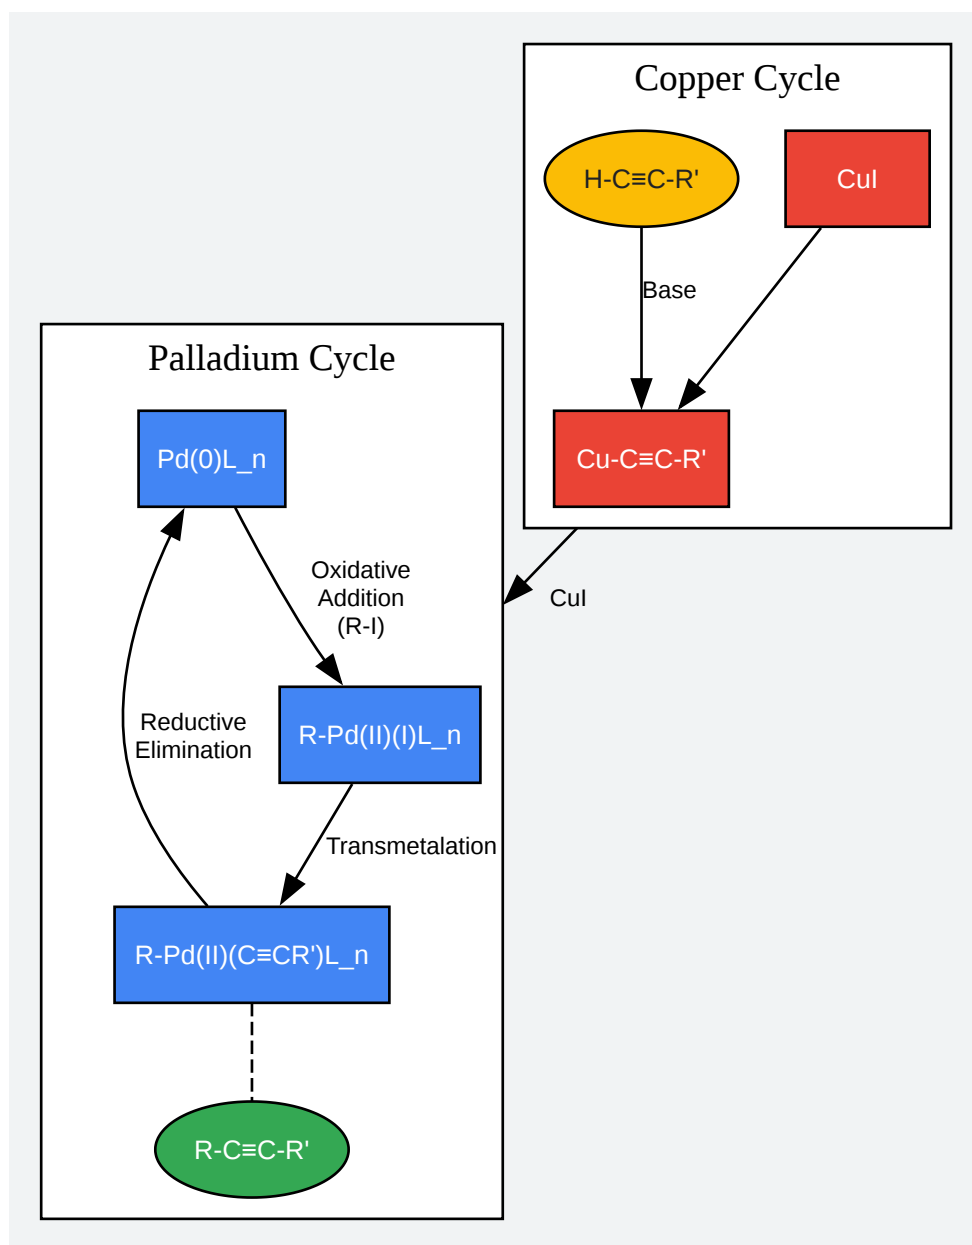 Copper Cycle
H-C≡C-R'
CuI
Base
Cu-C≡C-R'
CuI
Palladium Cycle
Pd(0)L_n
Oxidative
Addition
(R-I)
R-Pd(II)(I)L_n
Reductive
Elimination
Transmetalation
R-Pd(II)(C≡CR')L_n
R-C≡C-R'